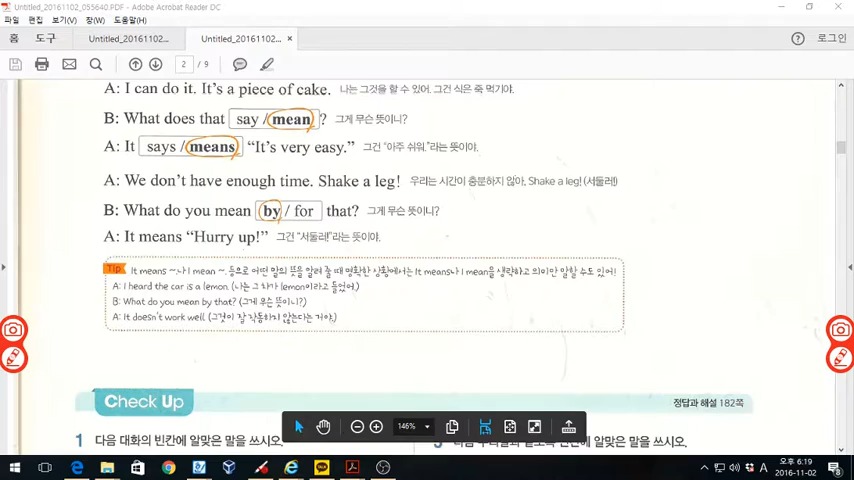 Untitled_20161102_055640.PDF - Adobe Acrobat Reader DC
파일 편집 보기(V) 창(W) 도움말(H)
홈 도구 Untitled_20161102... Untitled_20161102... × ? 로그인
2 / 9
A: I can do it. It's a piece of cake. 나는 그것을 할 수 있어. 그건 식은 죽 먹기야.
B: What does that say / mean ? 그게 무슨 뜻이니?
A: It says / means “It's very easy.” 그건 “아주 쉬워.”라는 뜻이야.
A: We don't have enough time. Shake a leg! 우리는 시간이 충분하지 않아, Shake a leg! (서둘러!)
B: What do you mean by / for that? 그게 무슨 뜻이니?
A: It means “Hurry up!” 그건 “서둘러!”라는 뜻이야.
Tip It means ~.나 I mean ~. 등으로 어떤 말의 뜻을 알려 줄 때 명확한 상황에서는 It means나 I mean을 생략하고 의미만 말할 수도 있어!
A: I heard the car is a lemon. (나는 그 차가 lemon이라고 들었어.)
B: What do you mean by that? (그게 무슨 뜻이니?)
A: It doesn't work well. (그것이 잘 작동하지 않는다는 거야.)
Check Up
정답과 해설 182쪽
146%
1 다음 대화의 빈칸에 알맞은 말을 쓰시오.
빈칸에 알맞은 말을 쓰시오.
A 오후 6:19
2016-11-02